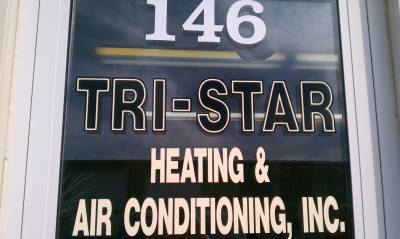 146
TRI-STAR
HEATING &
AIR CONDITIONING, INC.